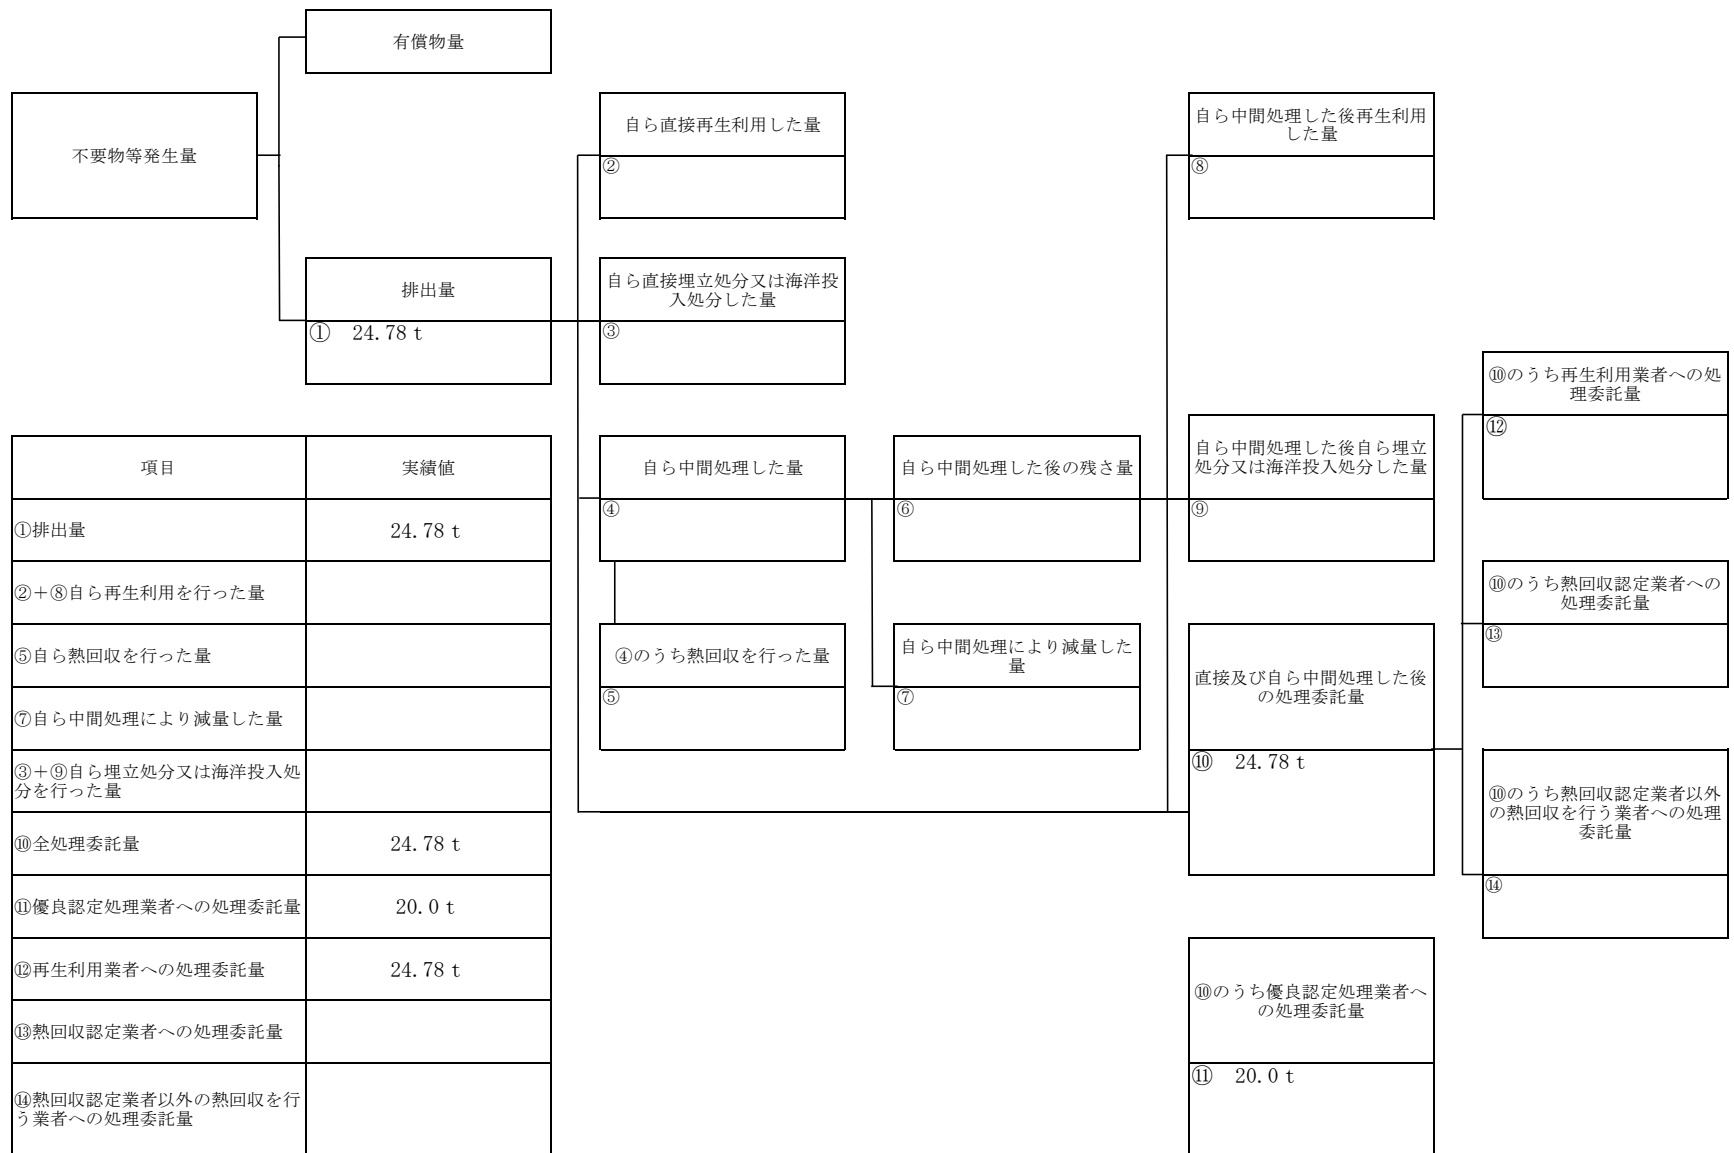 有償物量
不要物等発生量
自ら直接再生利用した量
②
自ら中間処理した後再生利用
した量
⑧
排出量
① 24.78 t
自ら直接埋立処分又は海洋投
入処分した量
③
⑩のうち再生利用業者への処
理委託量
⑫
自ら中間処理した量
④
自ら中間処理した後の残さ量
⑥
自ら中間処理した後自ら埋立
処分又は海洋投入処分した量
⑨
⑩のうち熱回収認定業者への
処理委託量
⑬
④のうち熱回収を行った量
⑤
自ら中間処理により減量した
量
⑦
直接及び自ら中間処理した後
の処理委託量
⑩ 24.78 t
⑩のうち熱回収認定業者以外
の熱回収を行う業者への処理
委託量
⑭
⑩のうち優良認定処理業者へ
の処理委託量
⑪ 20.0 t
項目 実績値
①排出量 24.78 t
②+⑧自ら再生利用を行った量
⑤自ら熱回収を行った量
⑦自ら中間処理により減量した量
③+⑨自ら埋立処分又は海洋投入処
分を行った量
⑩全処理委託量 24.78 t
⑪優良認定処理業者への処理委託量 20.0 t
⑫再生利用業者への処理委託量 24.78 t
⑬熱回収認定業者への処理委託量
⑭熱回収認定業者以外の熱回収を行
う業者への処理委託量